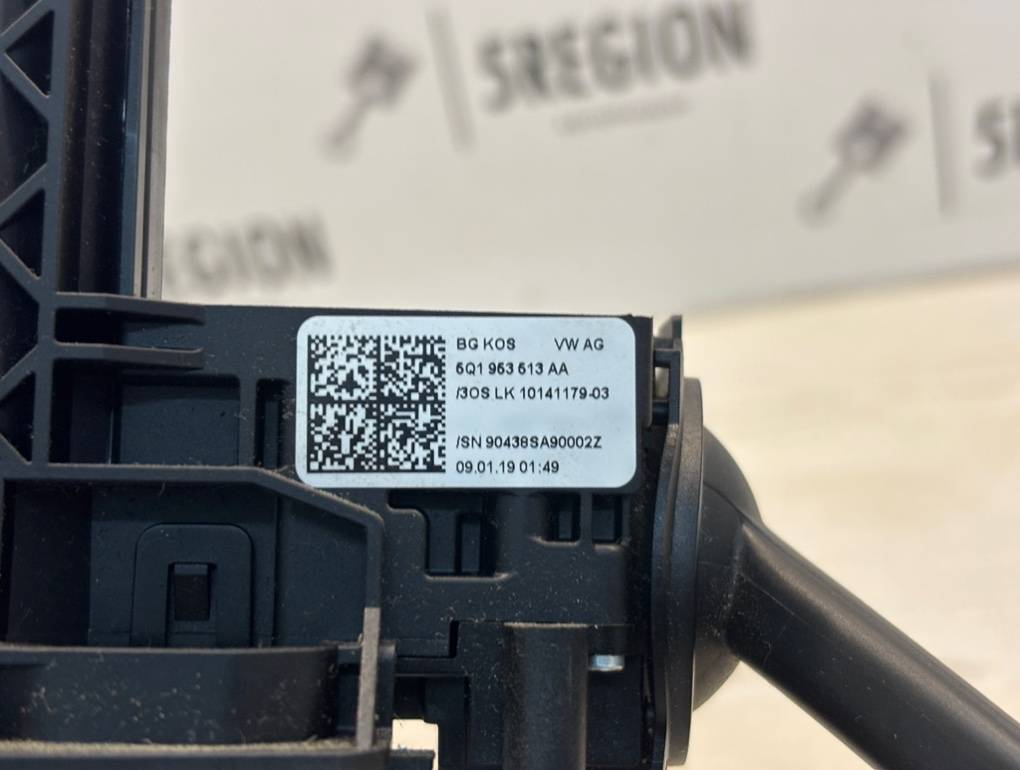 SREGION
BG KOS VW AG
5Q1 953 513 AA
/3OS LK 10141179-03
/SN 90438SA90002Z
09.01.19 01:49